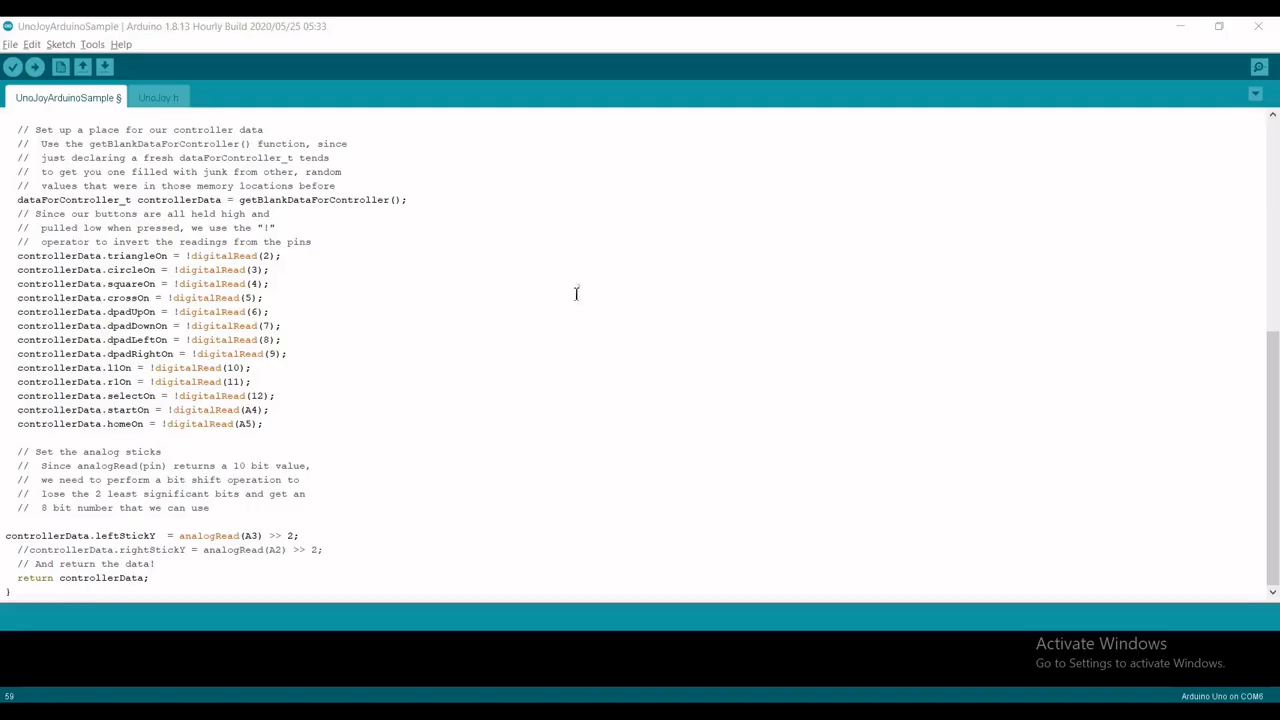 UnoJoyArduinoSample | Arduino 1.8.13 Hourly Build 2020/05/25 05:33
File Edit Sketch Tools Help
UnoJoyArduinoSample § UnoJoy.h
// Set up a place for our controller data
// Use the getBlankDataForController() function, since
// just declaring a fresh dataForController_t tends
// to get you one filled with junk from other, random
// values that were in those memory locations before
dataForController_t controllerData = getBlankDataForController();
// Since our buttons are all held high and
// pulled low when pressed, we use the "!"
// operator to invert the readings from the pins
controllerData.triangleOn = !digitalRead(2);
controllerData.circleOn = !digitalRead(3);
controllerData.squareOn = !digitalRead(4);
controllerData.crossOn = !digitalRead(5);
controllerData.dpadUpOn = !digitalRead(6);
controllerData.dpadDownOn = !digitalRead(7);
controllerData.dpadLeftOn = !digitalRead(8);
controllerData.dpadRightOn = !digitalRead(9);
controllerData.l1On = !digitalRead(10);
controllerData.r1On = !digitalRead(11);
controllerData.selectOn = !digitalRead(12);
controllerData.startOn = !digitalRead(A4);
controllerData.homeOn = !digitalRead(A5);
// Set the analog sticks
// Since analogRead(pin) returns a 10 bit value,
// we need to perform a bit shift operation to
// lose the 2 least significant bits and get an
// 8 bit number that we can use
controllerData.leftStickY = analogRead(A3) >> 2;
//controllerData.rightStickY = analogRead(A2) >> 2;
// And return the data!
return controllerData;
}
Activate Windows
Go to Settings to activate Windows.
59 Arduino Uno on COM6